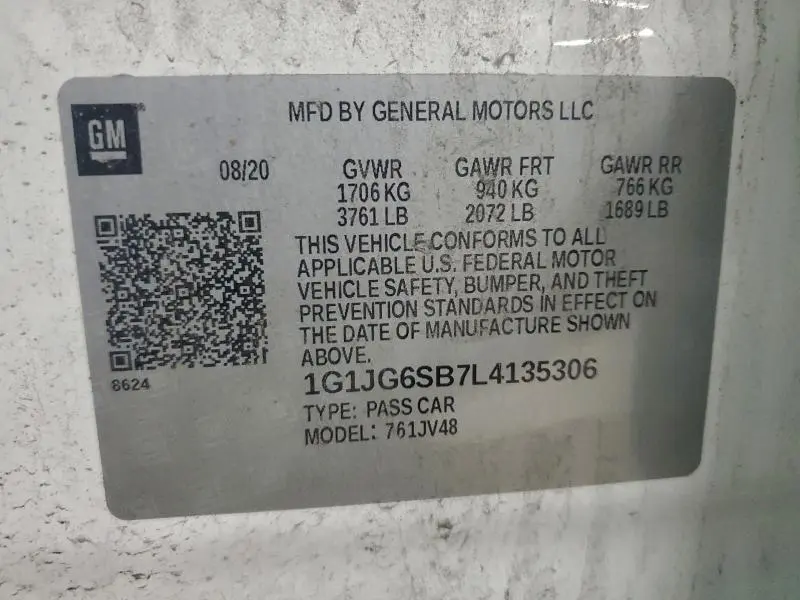 MFD BY GENERAL MOTORS LLC
GM
®
08/20 GVWR GAWR FRT GAWR RR
1706 KG 940 KG 766 KG
3761 LB 2072 LB 1689 LB
THIS VEHICLE CONFORMS TO ALL
APPLICABLE U.S. FEDERAL MOTOR
VEHICLE SAFETY, BUMPER, AND THEFT
PREVENTION STANDARDS IN EFFECT ON
THE DATE OF MANUFACTURE SHOWN
ABOVE.
8624
1G1JG6SB7L4135306
TYPE: PASS CAR
MODEL: 761JV48